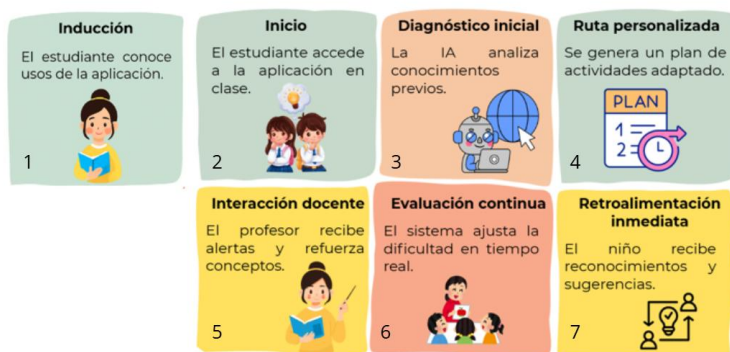 Inducción
El estudiante conoce
usos de la aplicación.
1
Inicio
El estudiante accede
a la aplicación en
clase.
2
Diagnóstico inicial
La IA analiza
conocimientos
previos.
3
Ruta personalizada
Se genera un plan de
actividades adaptado.
PLAN
1
2
4
Interacción docente
El profesor recibe
alertas y refuerza
conceptos.
5
Evaluación continua
El sistema ajusta la
dificultad en tiempo
real.
6
Retroalimentación
inmediata
El niño recibe
reconocimientos y
sugerencias.
7